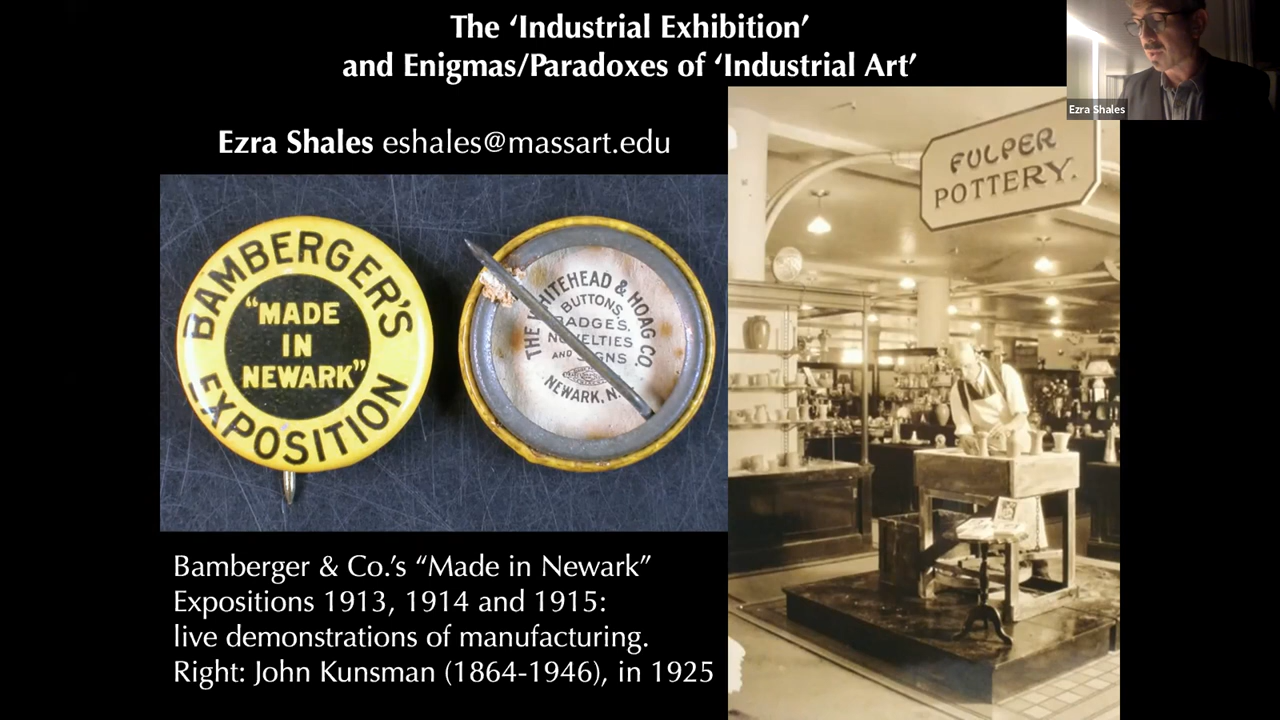 The ‘Industrial Exhibition’
and Enigmas/Paradoxes of ‘Industrial Art’
Ezra Shales
Ezra Shales eshales@massart.edu
FULPER
POTTERY.
BAMBERGER'S
“MADE
IN
NEWARK”
EXPOSITION
THE WHITEHEAD & HOAG CO.
BUTTONS,
BADGES,
NOVELTIES
AND SIGNS
NEWARK, N.
Bamberger & Co.’s “Made in Newark”
Expositions 1913, 1914 and 1915:
live demonstrations of manufacturing.
Right: John Kunsman (1864-1946), in 1925